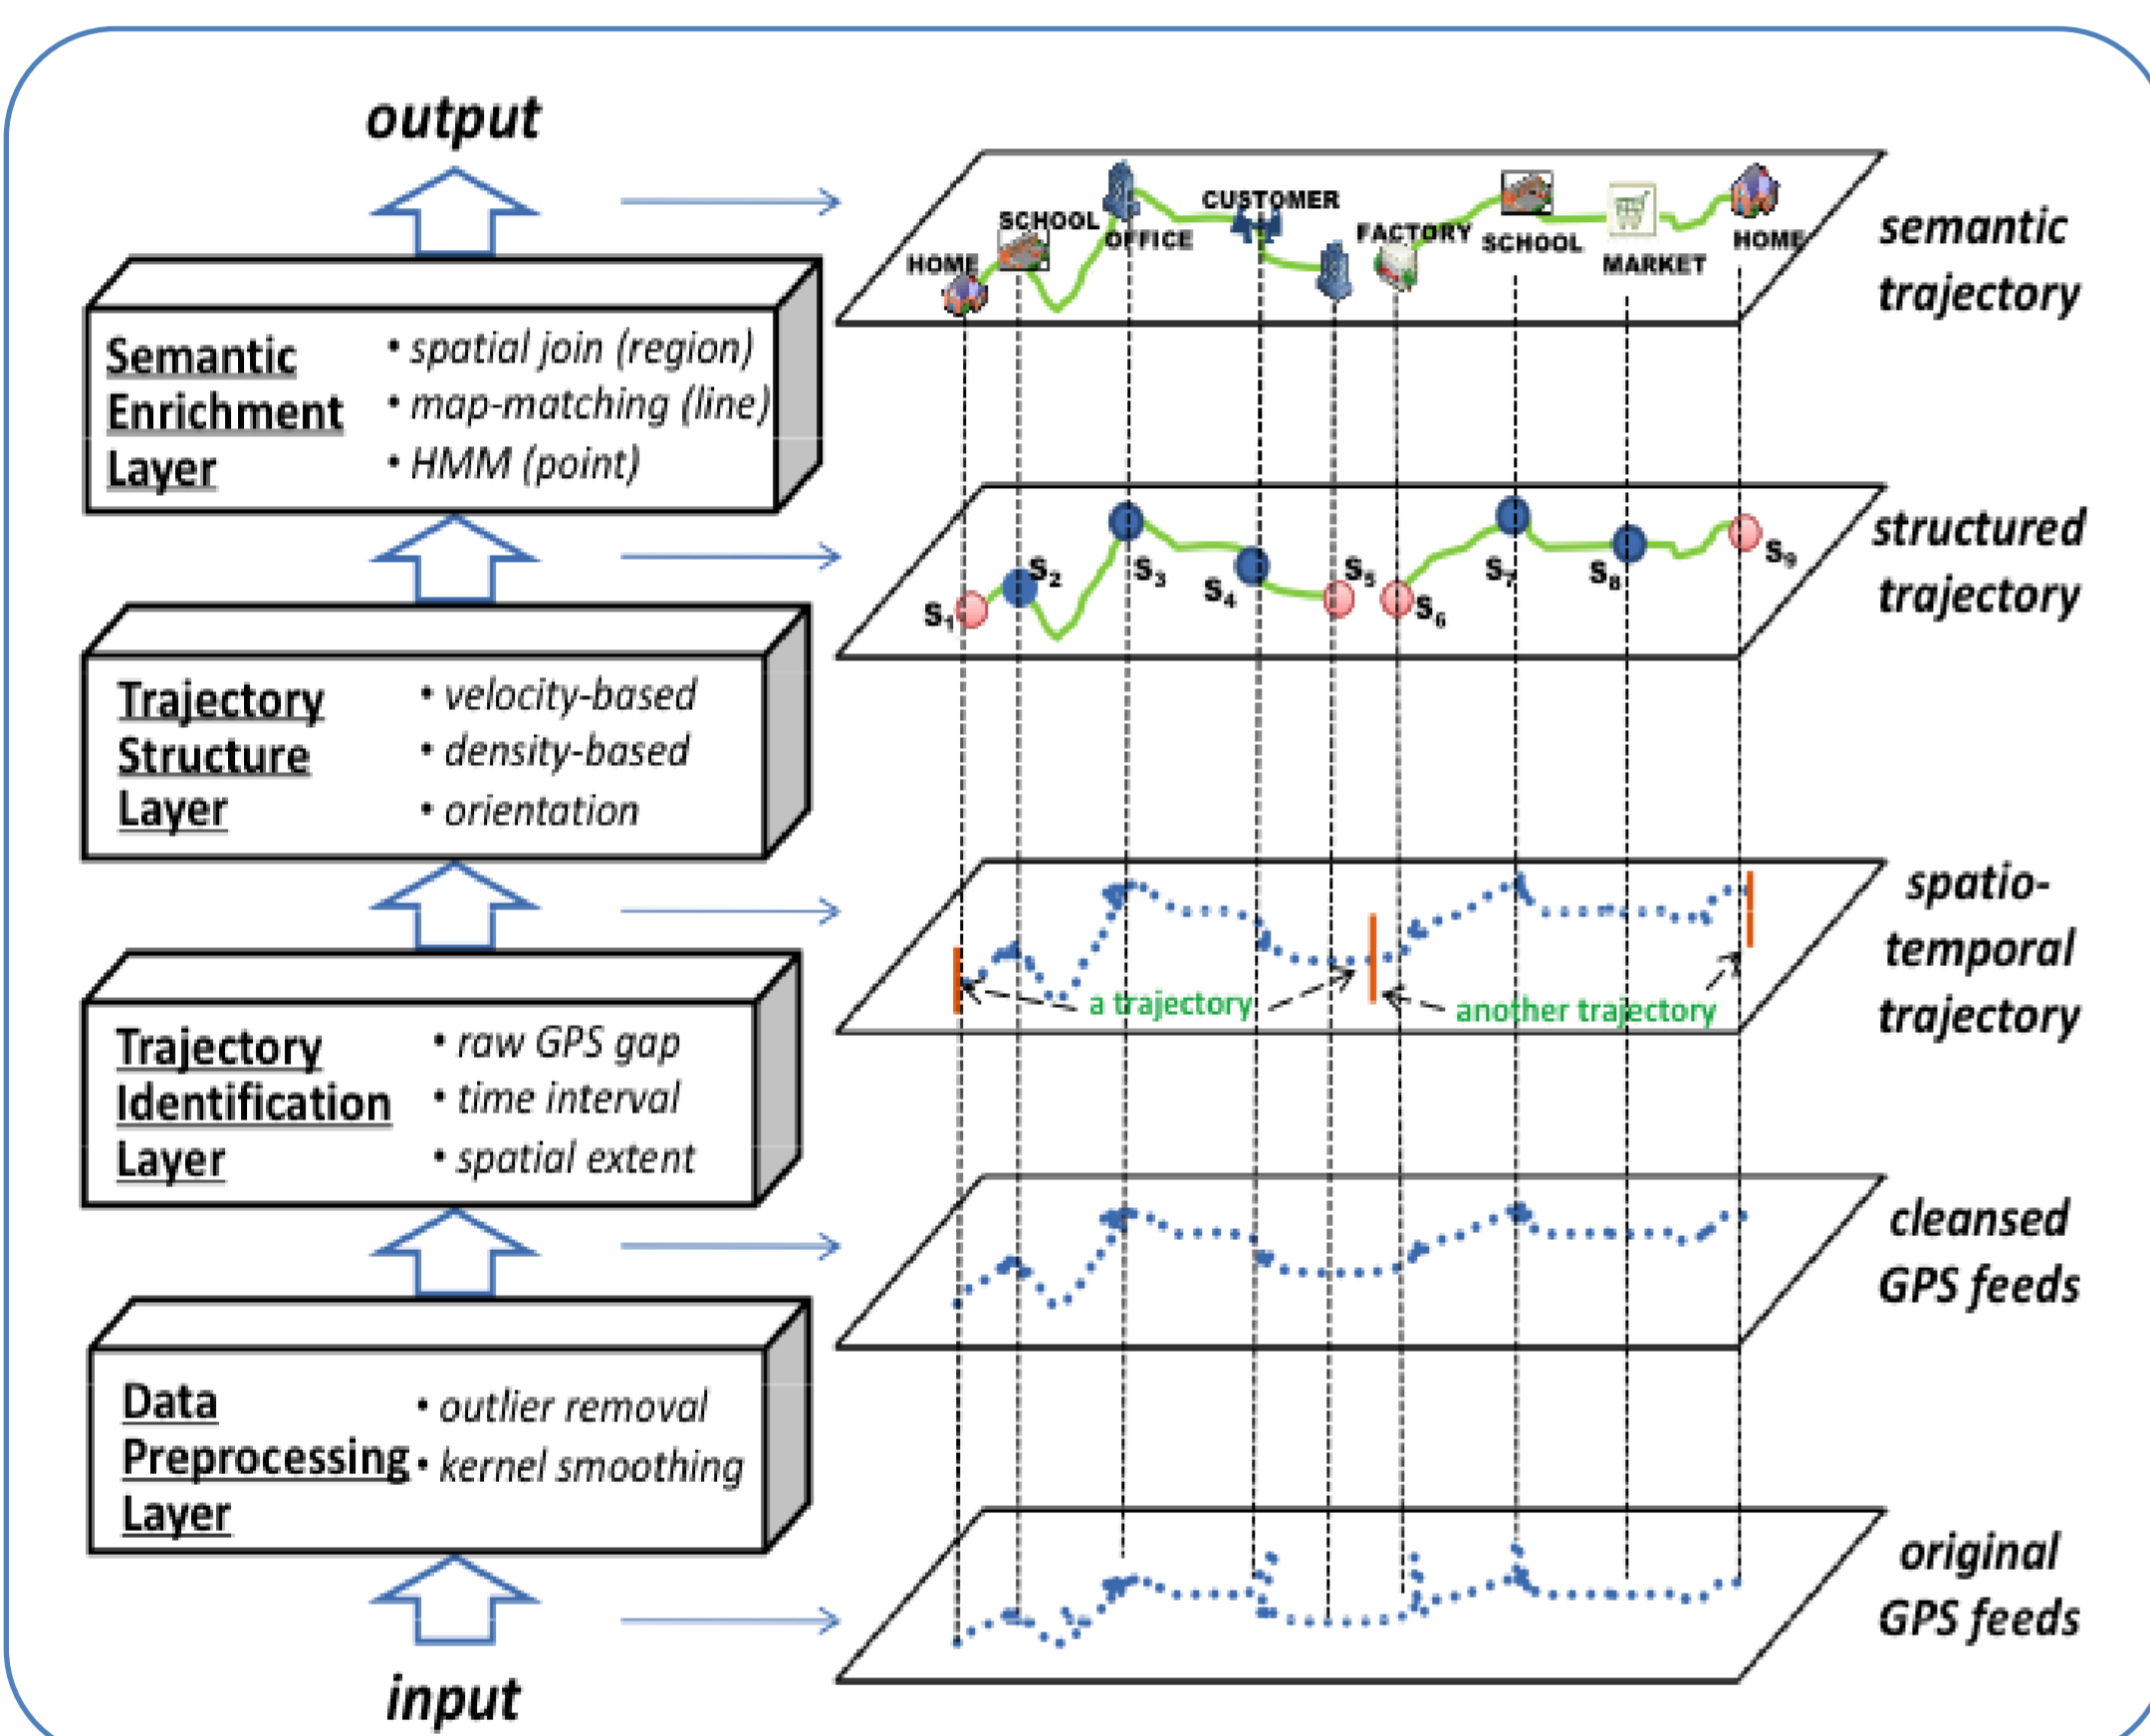 output
Semantic
Enrichment
Layer
• spatial join (region)
• map-matching (line)
• HMM (point)
Trajectory
Structure
Layer
• velocity-based
• density-based
• orientation
Trajectory
Identification
Layer
• raw GPS gap
• time interval
• spatial extent
Data
Preprocessing
Layer
• outlier removal
• kernel smoothing
input
HOME
SCHOOL
OFFICE
CUSTOMER
FACTORY
SCHOOL
MARKET
HOME
semantic
trajectory
S1
S2
S3
S4
S5
S6
S7
S8
S9
structured
trajectory
a trajectory
another trajectory
spatio-
temporal
trajectory
cleansed
GPS feeds
original
GPS feeds